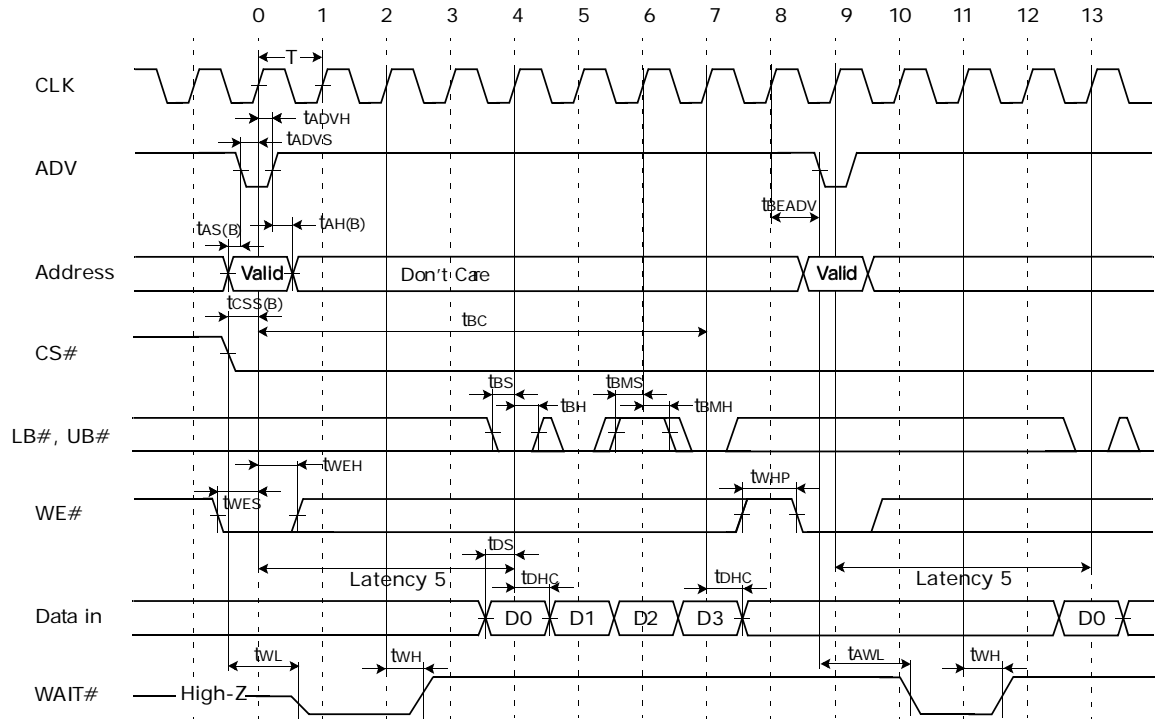 0 1 2 3 4 5 6 7 8 9 10 11 12 13
T
CLK
tADVH
tADVS
ADV
tBEADV
tAS(B)
tAH(B)
Address
Valid
Don't Care
Valid
tCSS(B)
tBC
CS#
tBS
tBMS
tBH
tBMH
LB#, UB#
tWEH
tWHP
tWES
WE#
tDS
Latency 5
Latency 5
tDHC
tDHC
Data in
D0 D1 D2 D3 D0
tWL
tWH
tAWL
tWH
WAIT#
High-Z